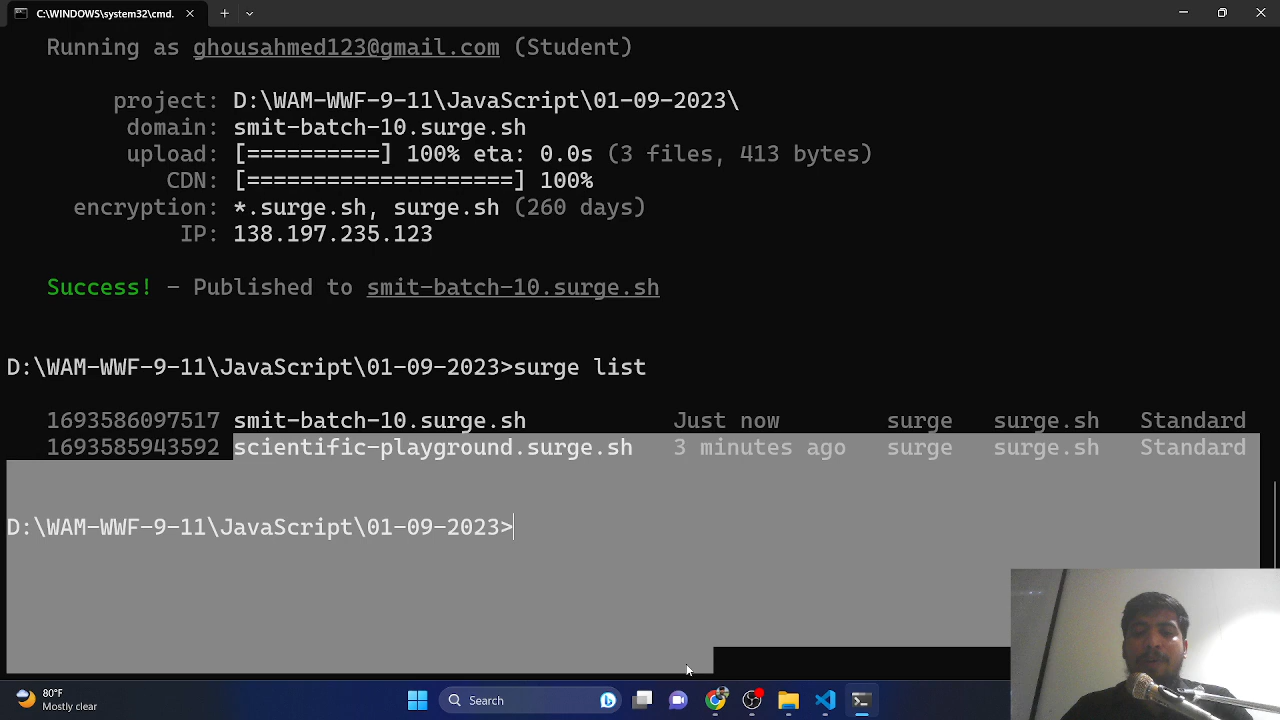 C:\WINDOWS\system32\cmd.
Running as ghousahmed123@gmail.com (Student)
project: D:\WAM-WWF-9-11\JavaScript\01-09-2023\
domain: smit-batch-10.surge.sh
upload: [==========] 100% eta: 0.0s (3 files, 413 bytes)
CDN: [====================] 100%
encryption: *.surge.sh, surge.sh (260 days)
IP: 138.197.235.123
Success! - Published to smit-batch-10.surge.sh
D:\WAM-WWF-9-11\JavaScript\01-09-2023>surge list
1693586097517 smit-batch-10.surge.sh Just now surge surge.sh Standard
1693585943592 scientific-playground.surge.sh 3 minutes ago surge surge.sh Standard
D:\WAM-WWF-9-11\JavaScript\01-09-2023>
80°F
Mostly clear
Search